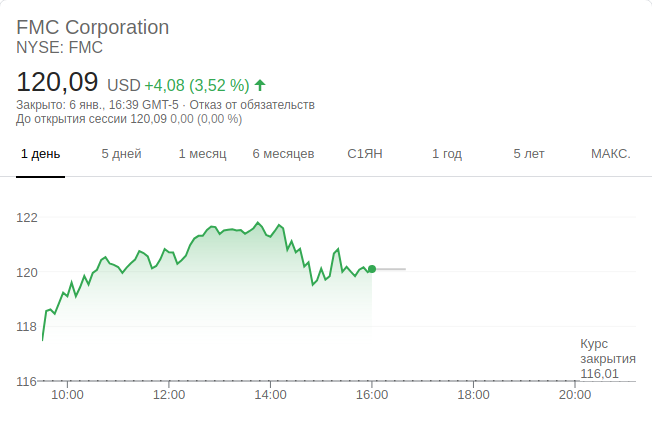 FMC Corporation
NYSE: FMC
120,09 USD +4,08 (3,52 %)
Закрыто: 6 янв., 16:39 GMT-5 · Отказ от обязательств
До открытия сессии 120,09 0,00 (0,00 %)
1 день 5 дней 1 месяц 6 месяцев С1ЯН 1 год 5 лет МАКС.
122
120
118
Курс
закрытия
116,01
116
10:00 12:00 14:00 16:00 18:00 20:00